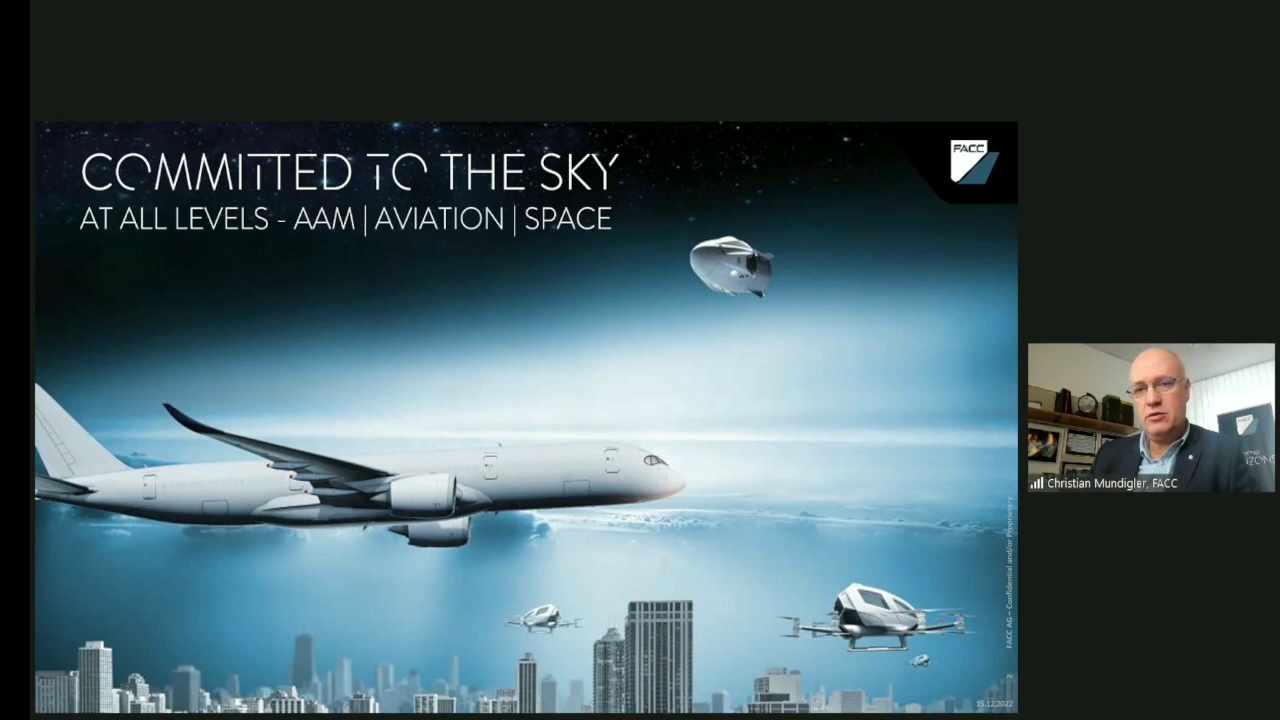 COMMITTED TO THE SKY
AT ALL LEVELS - AAM | AVIATION | SPACE
FACC
FACC AG – Confidential and/or Proprietary
2
15.12.2022
Christian Mundigler, FACC